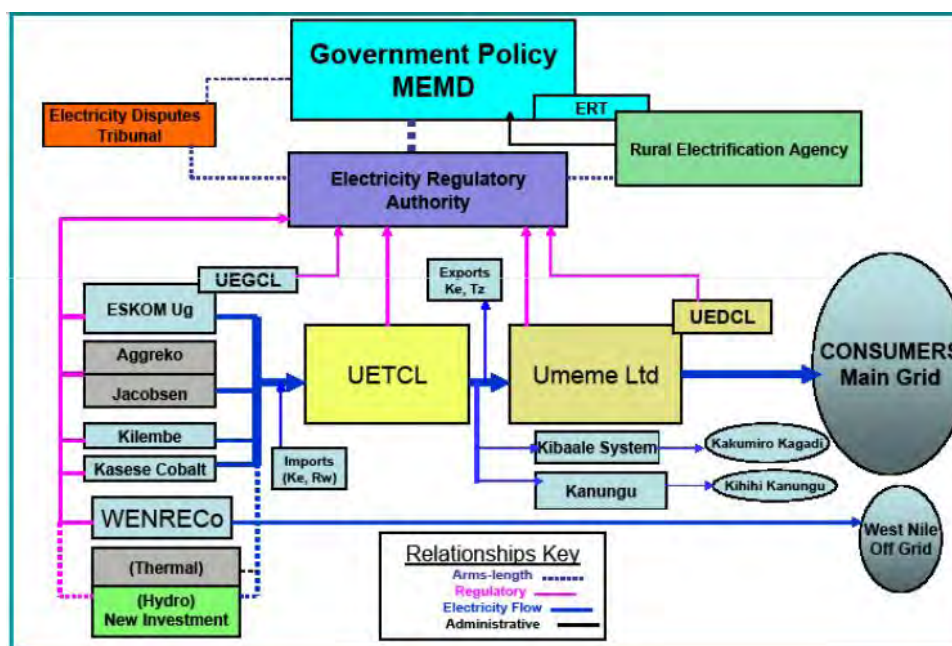 Government Policy
MEMD
ERT
Electricity Disputes
Tribunal
Rural Electrification Agency
Electricity Regulatory
Authority
UEGCL
Exports
Ke, Tz
ESKOM Ug
UEDCL
Aggreko
Jacobsen
UETCL
Umeme Ltd
CONSUMERS
Main Grid
Kilembe
Kasese Cobalt
Imports
(Ke, Rw)
Kibaale System
Kakumiro Kagadi
Kanungu
Kihihi Kanungu
WENRECo
West Nile
Off Grid
(Thermal)
(Hydro)
New Investment
Relationships Key
Arms-length
Regulatory
Electricity Flow
Administrative